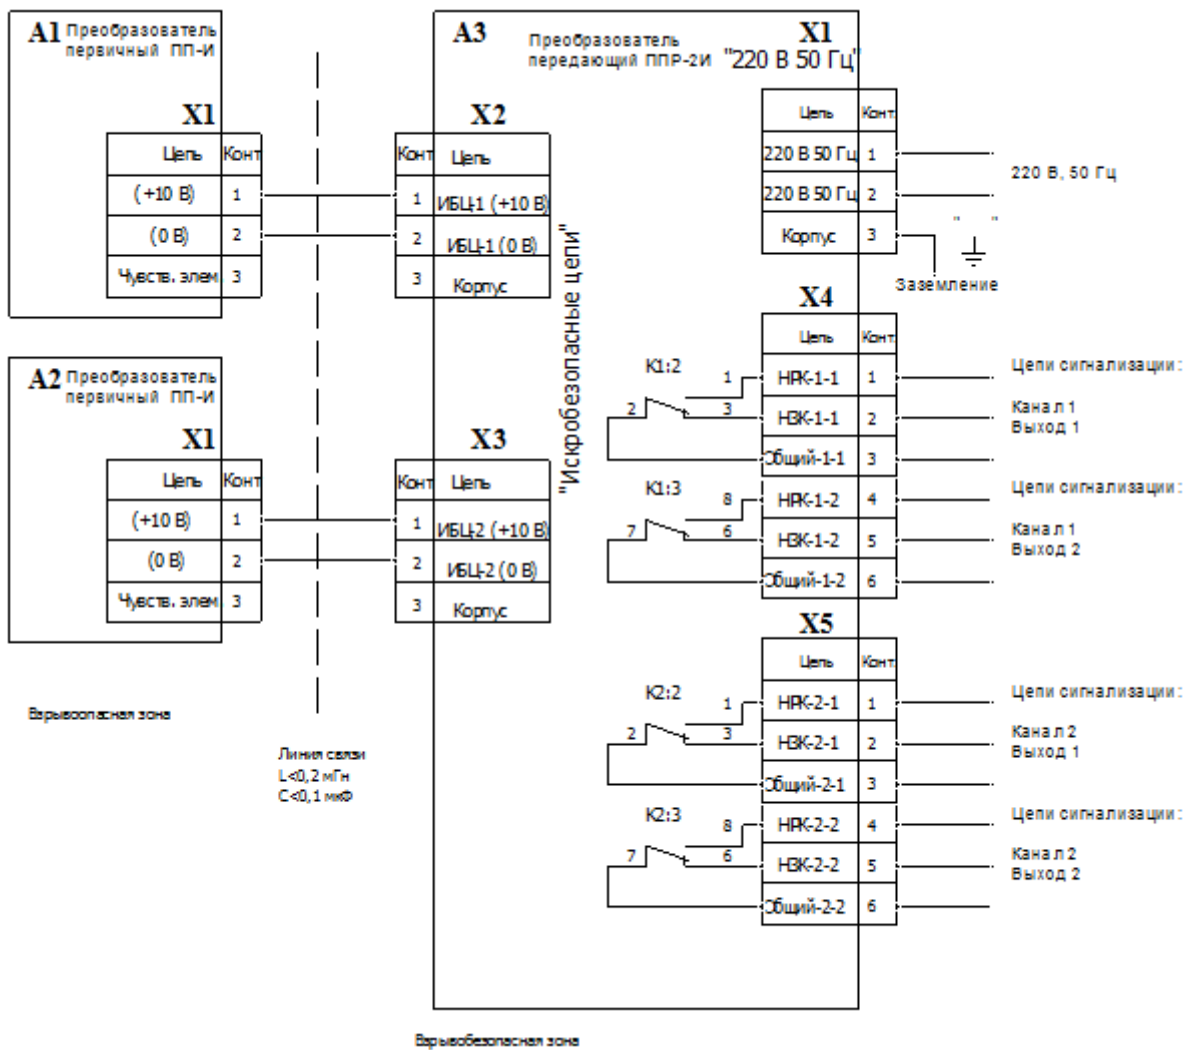 А1 Преобразователь
первичный ПП-И
X1
Цепь Конт
(+10 В) 1
(0 В) 2
Чувств. элем 3
А2 Преобразователь
первичный ПП-И
X1
Цепь Конт
(+10 В) 1
(0 В) 2
Чувств. элем 3
Взрывоопасная зона
Линия связи
L<0,2 мГн
C<0,1 мкФ
А3 Преобразователь
передающий ППР-2И
X2
Конт Цепь
1 ИБЦ-1 (+10 В)
2 ИБЦ-1 (0 В)
3 Корпус
X3
Конт Цепь
1 ИБЦ-2 (+10 В)
2 ИБЦ-2 (0 В)
3 Корпус
"Искробезопасные цепи"
X1
"220 В 50 Гц"
Цепь Конт.
220 В 50 Гц 1
220 В 50 Гц 2
Корпус 3
220 В, 50 Гц
" "
Заземление
X4
Цепь Конт.
K1:2
2 1 3
НРК-1-1 1
НЗК-1-1 2
Общий-1-1 3
K1:3
7 8 6
НРК-1-2 4
НЗК-1-2 5
Общий-1-2 6
Цепи сигнализации:
Канал 1
Выход 1
Цепи сигнализации:
Канал 1
Выход 2
X5
Цепь Конт.
K2:2
2 1 3
НРК-2-1 1
НЗК-2-1 2
Общий-2-1 3
K2:3
7 8 6
НРК-2-2 4
НЗК-2-2 5
Общий-2-2 6
Цепи сигнализации:
Канал 2
Выход 1
Цепи сигнализации:
Канал 2
Выход 2
Взрывобезопасная зона